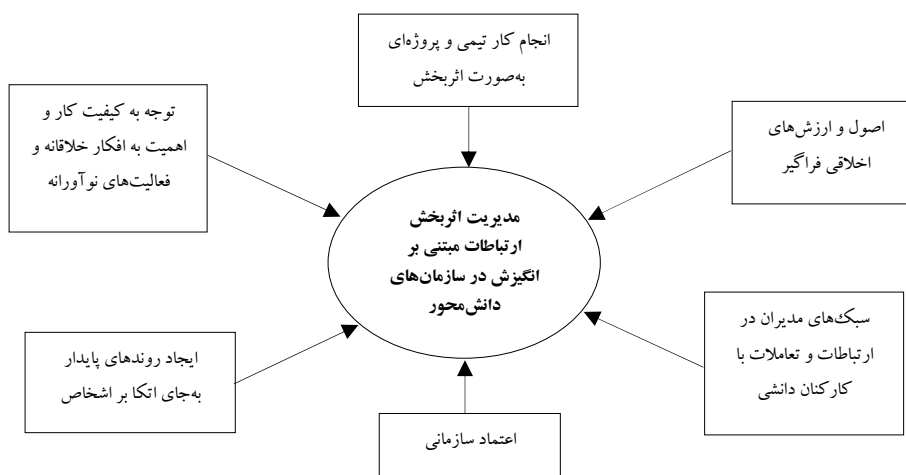 انجام کار تیمی و پروژه‌ای
به‌صورت اثربخش
اصول و ارزش‌های
اخلاقی فراگیر
توجه به کیفیت کار و
اهمیت به افکار خلاقانه و
فعالیت‌های نوآورانه
مدیریت اثربخش
ارتباطات مبتنی بر
انگیزش در سازمان‌های
دانش‌محور
سبک‌های مدیران در
ارتباطات و تعاملات با
کارکنان دانشی
ایجاد روندهای پایدار
به‌جای اتکا بر اشخاص
اعتماد سازمانی